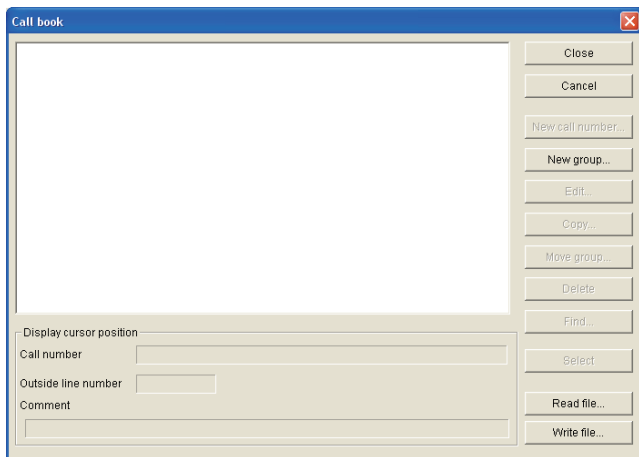 Call book
Close
Cancel
New call number...
New group...
Edit...
Copy...
Move group...
Delete
Find...
Select
Read file...
Write file...
Display cursor position
Call number
Outside line number
Comment